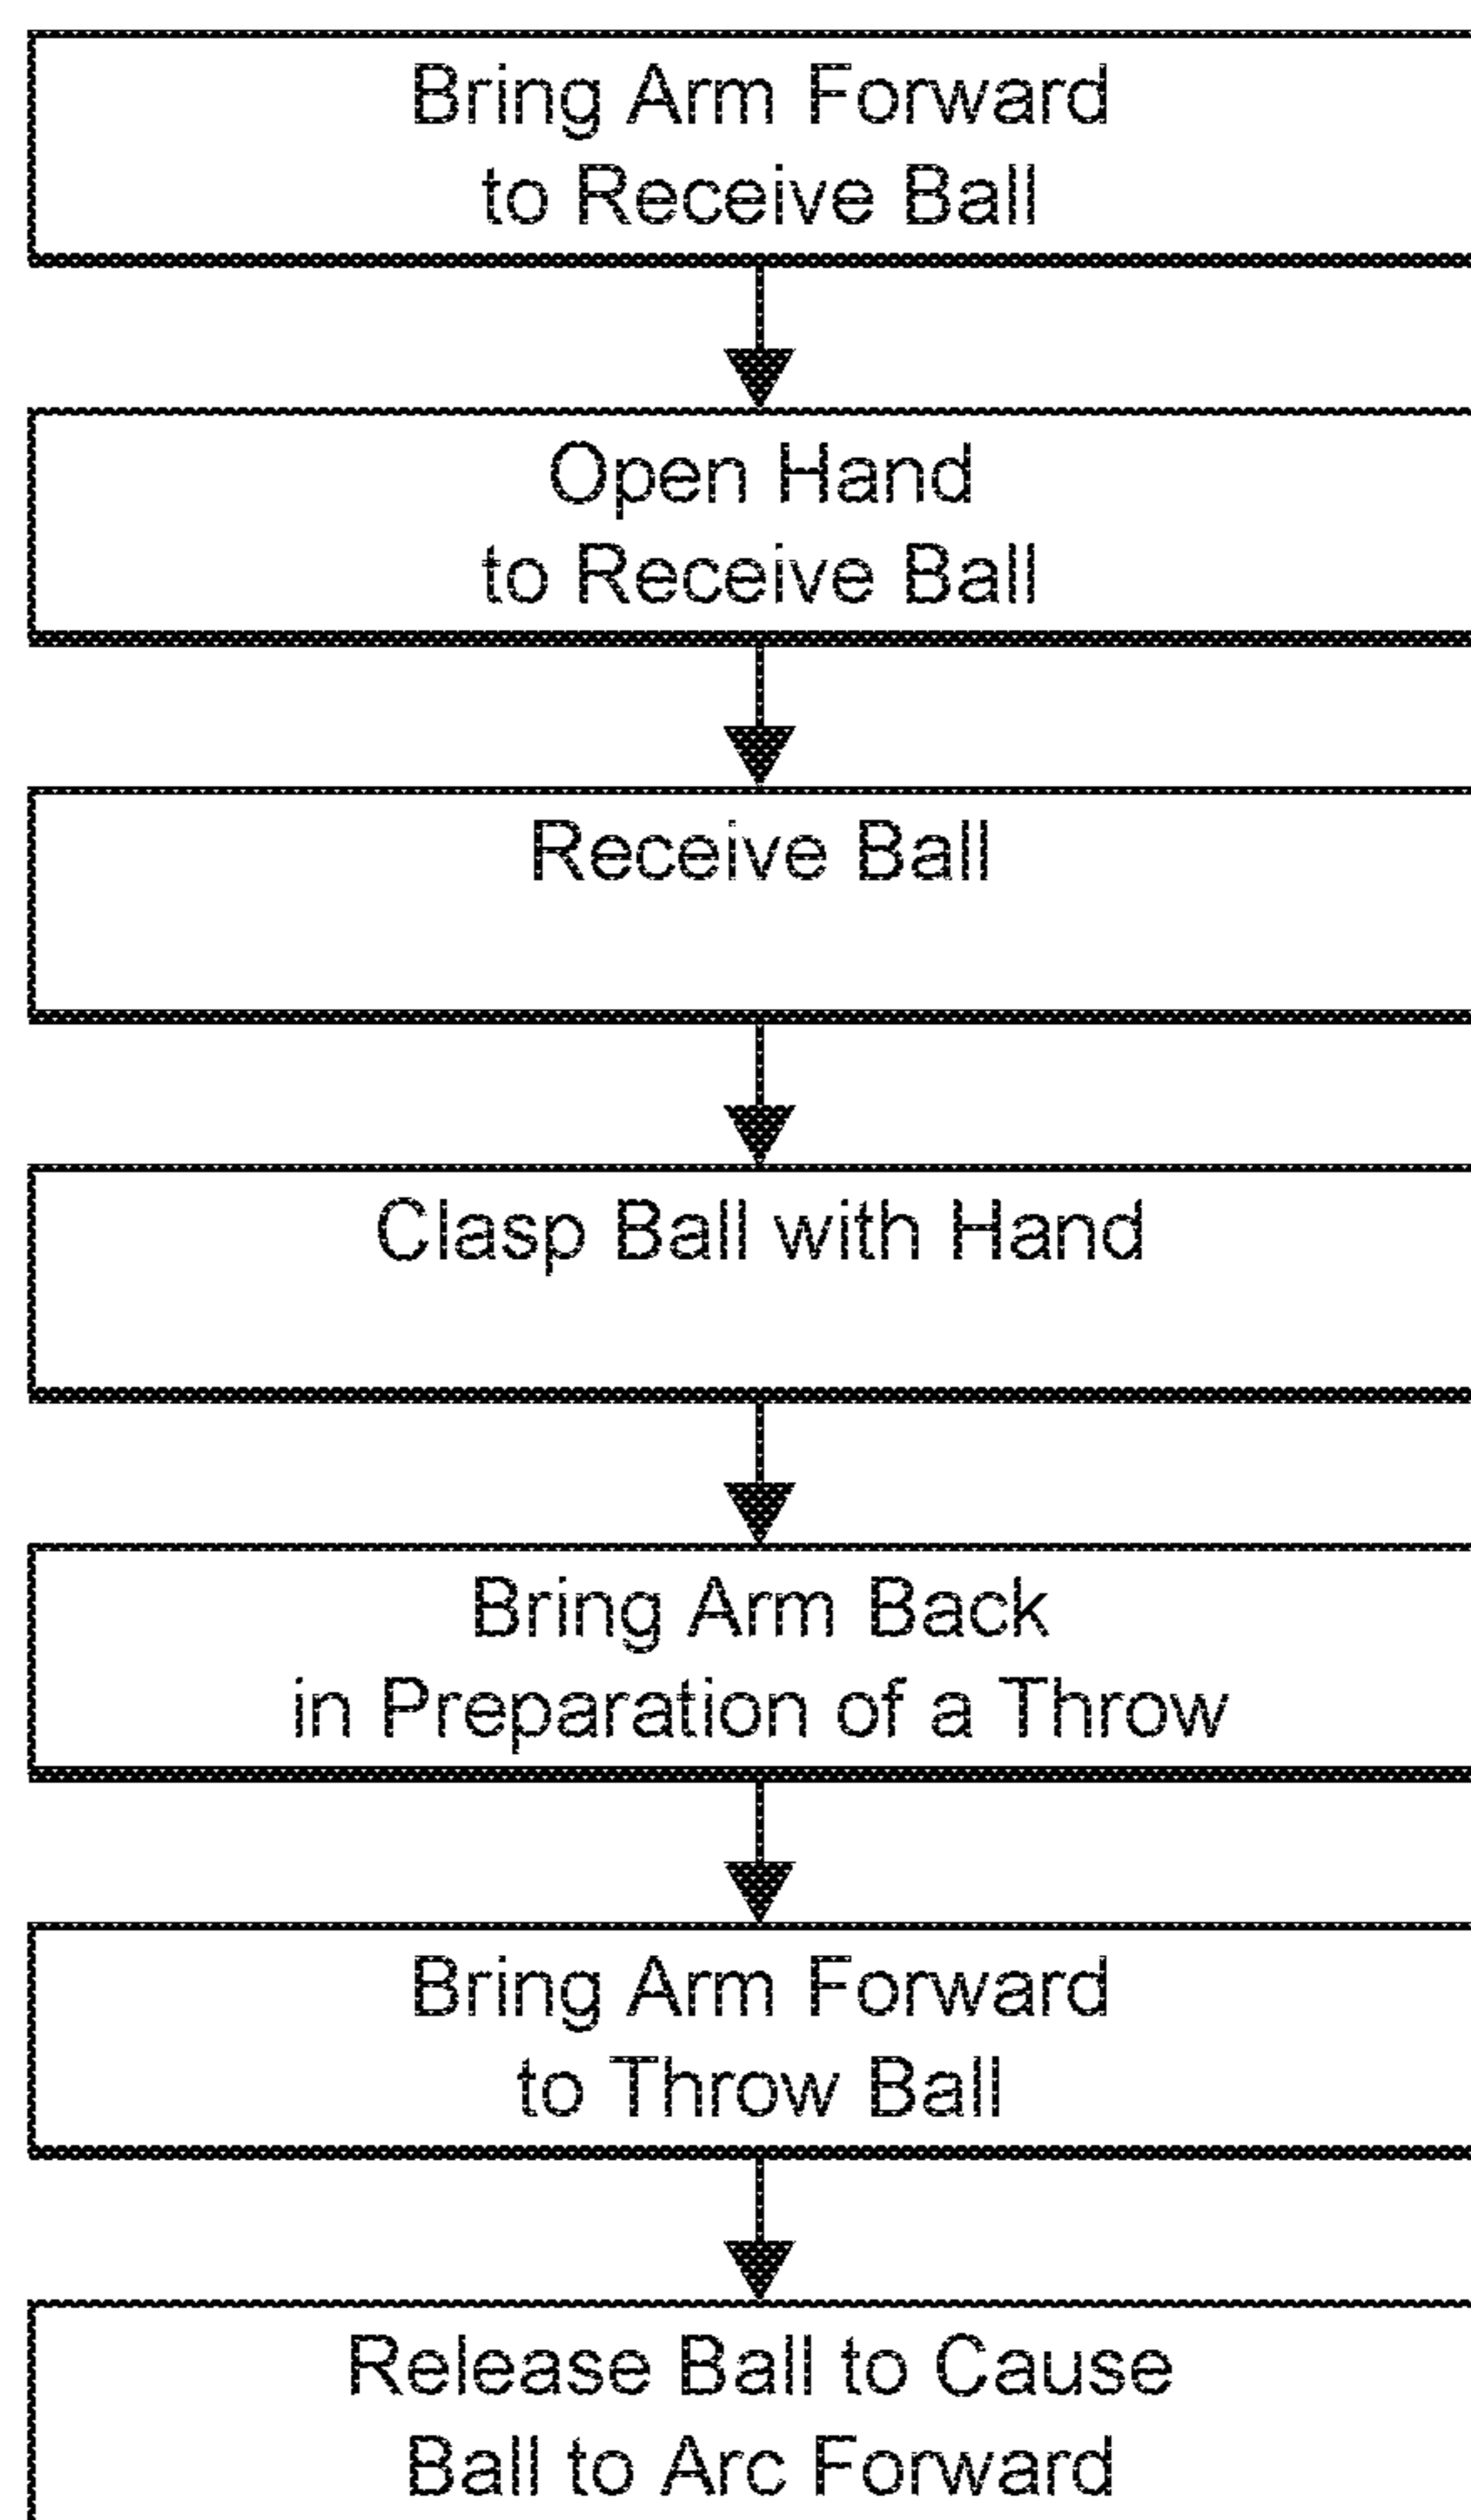 Bring Arm Forward
to Receive Ball
Open Hand
to Receive Ball
Receive Ball
Clasp Ball with Hand
Bring Arm Back
in Preparation of a Throw
Bring Arm Forward
to Throw Ball
Release Ball to Cause
Ball to Arc Forward